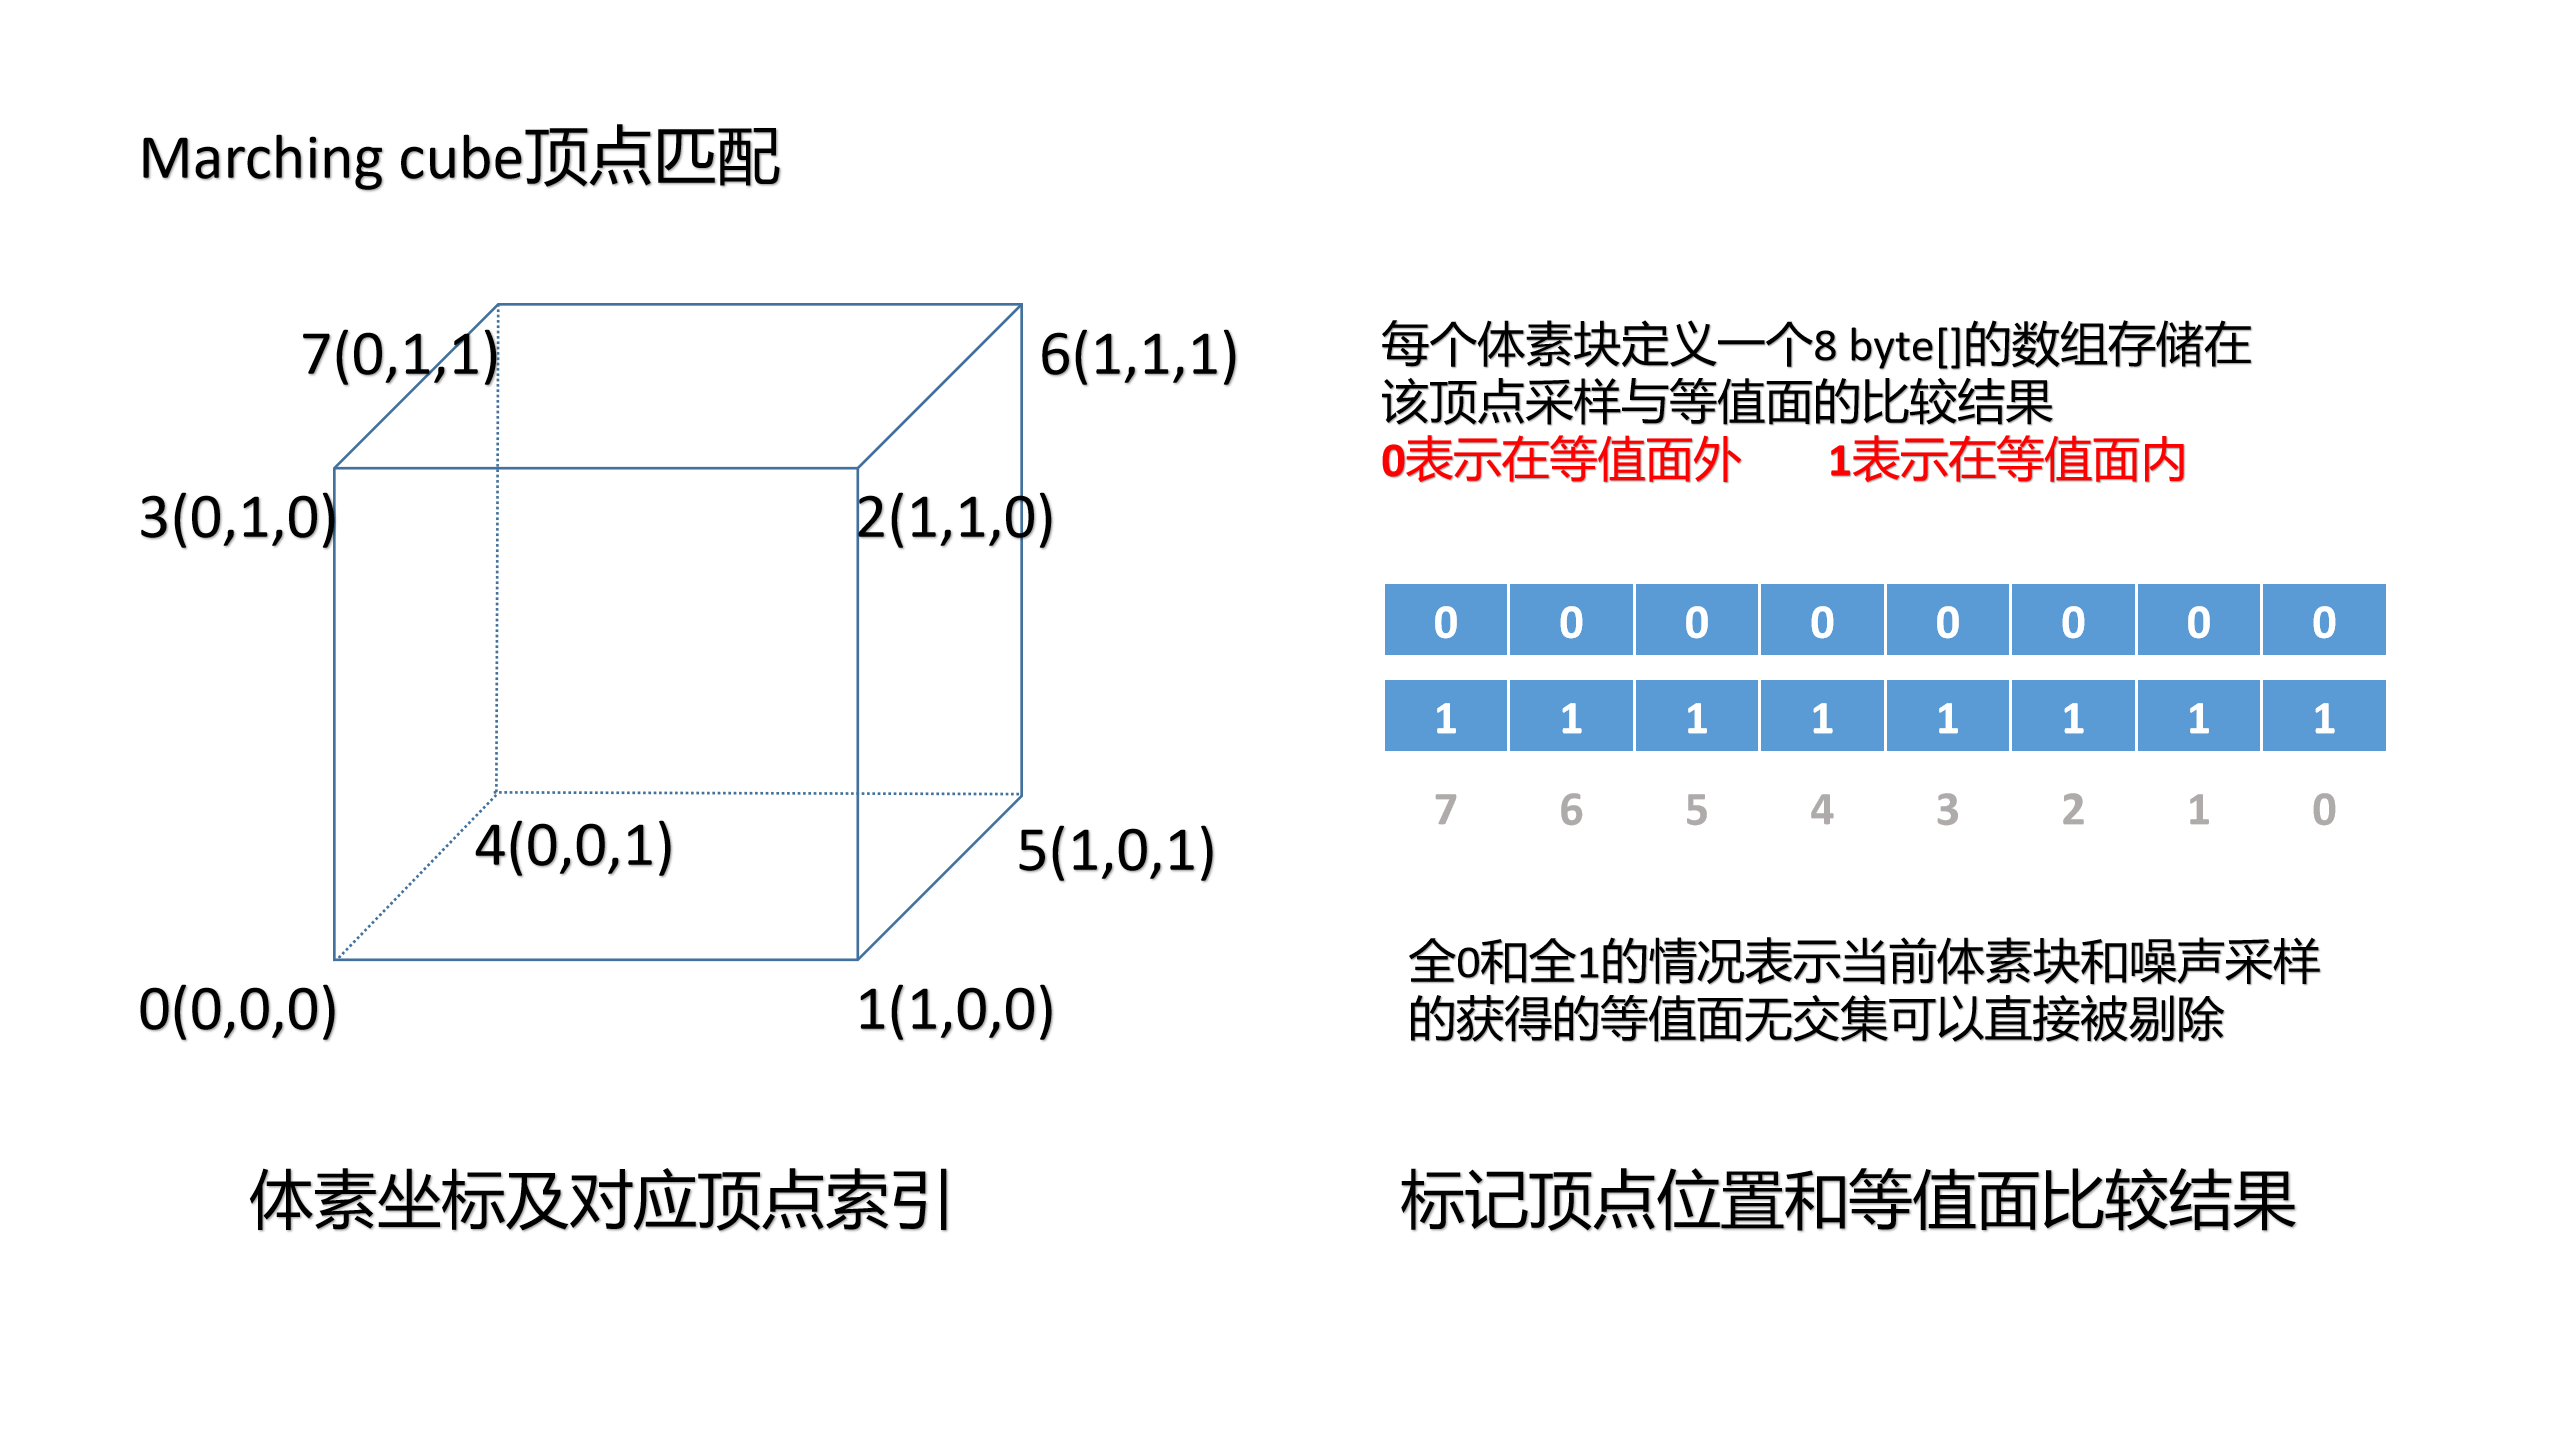 Marching cube顶点匹配
7(0,1,1)
6(1,1,1)
3(0,1,0)
2(1,1,0)
4(0,0,1)
5(1,0,1)
0(0,0,0)
1(1,0,0)
体素坐标及对应顶点索引
每个体素块定义一个8 byte[]的数组存储在
该顶点采样与等值面的比较结果
0表示在等值面外 1表示在等值面内
0 0 0 0 0 0 0 0
1 1 1 1 1 1 1 1
7 6 5 4 3 2 1 0
全0和全1的情况表示当前体素块和噪声采样
的获得的等值面无交集可以直接被剔除
标记顶点位置和等值面比较结果